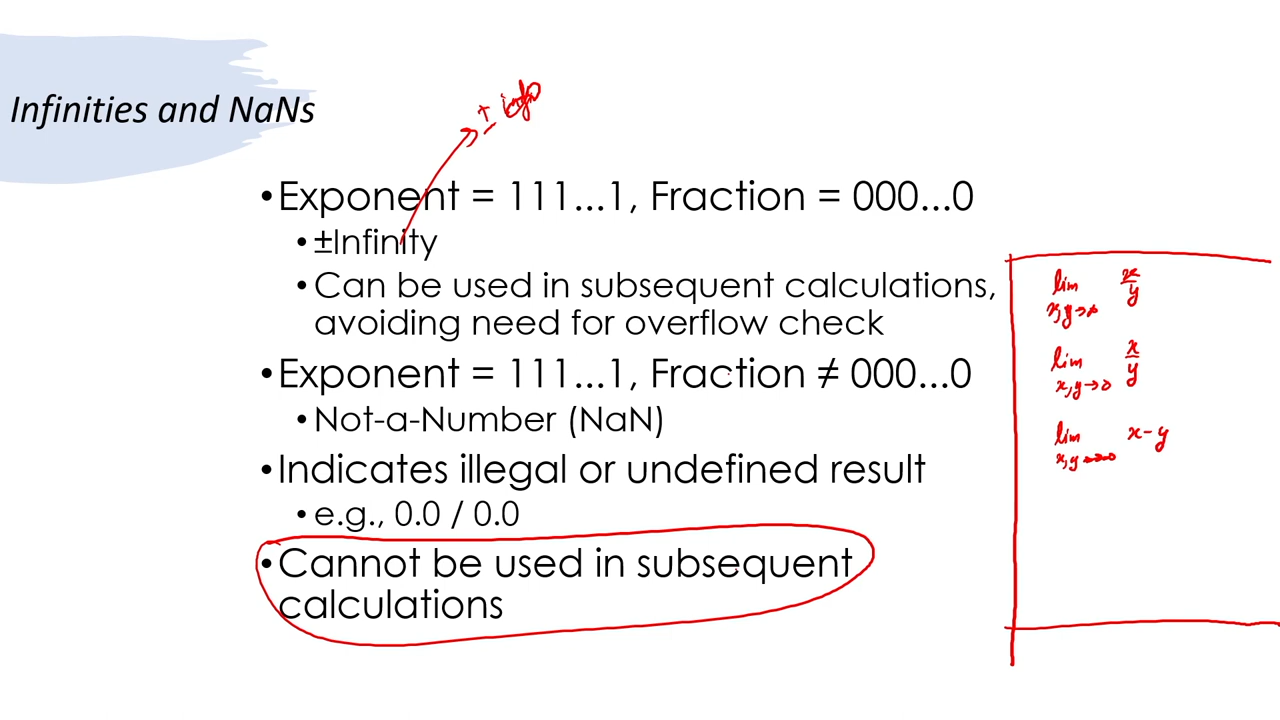 Infinities and NaNs
± info
•Exponent = 111...1, Fraction = 000...0
•±Infinity
•Can be used in subsequent calculations,
avoiding need for overflow check
•Exponent = 111...1, Fraction ≠ 000...0
•Not-a-Number (NaN)
•Indicates illegal or undefined result
•e.g., 0.0 / 0.0
•Cannot be used in subsequent
calculations
lim x/y
x,y→∞
lim x/y
x,y→0
lim x-y
x,y→∞